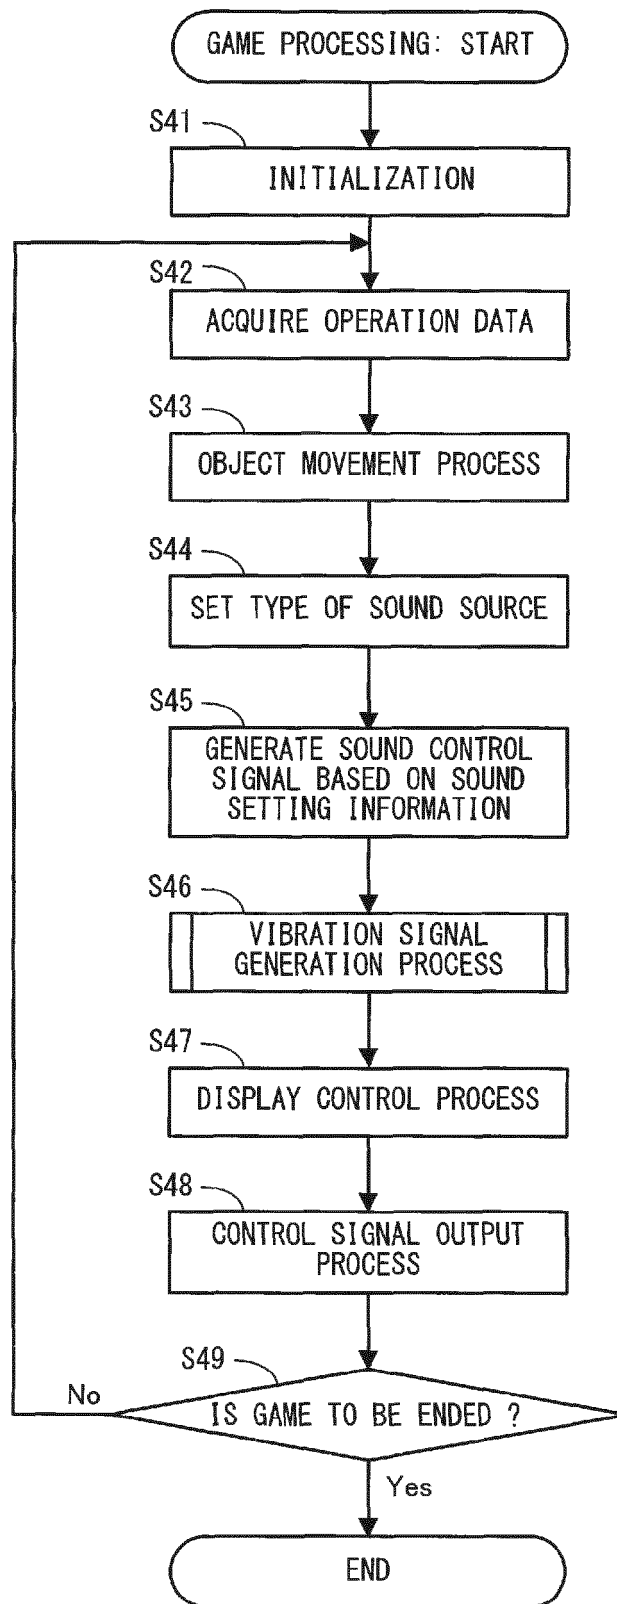 GAME PROCESSING: START
S41
INITIALIZATION
S42
ACQUIRE OPERATION DATA
S43
OBJECT MOVEMENT PROCESS
S44
SET TYPE OF SOUND SOURCE
S45
GENERATE SOUND CONTROL
SIGNAL BASED ON SOUND
SETTING INFORMATION
S46
VIBRATION SIGNAL
GENERATION PROCESS
S47
DISPLAY CONTROL PROCESS
S48
CONTROL SIGNAL OUTPUT
PROCESS
S49
No
IS GAME TO BE ENDED ?
Yes
END